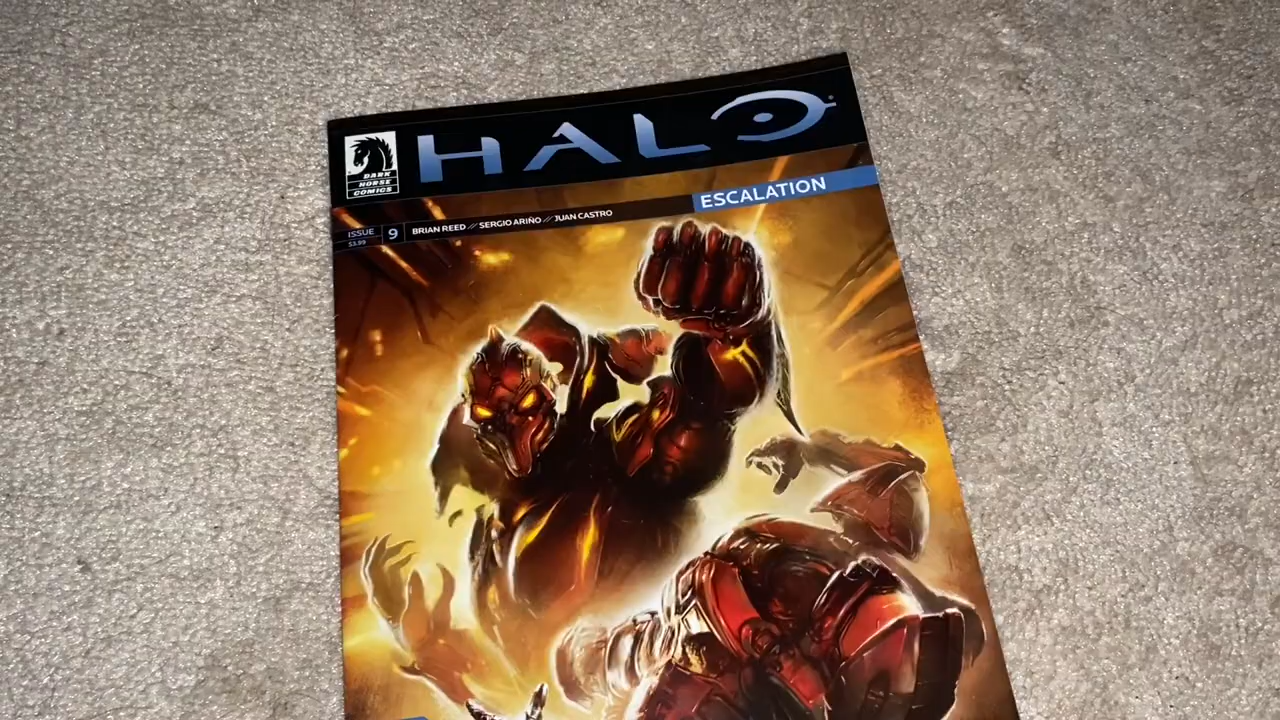 HALO
DARK
HORSE
COMICS
ESCALATION
ISSUE 9 BRIAN REED // SERGIO ARIÑO // JUAN CASTRO
$3.99